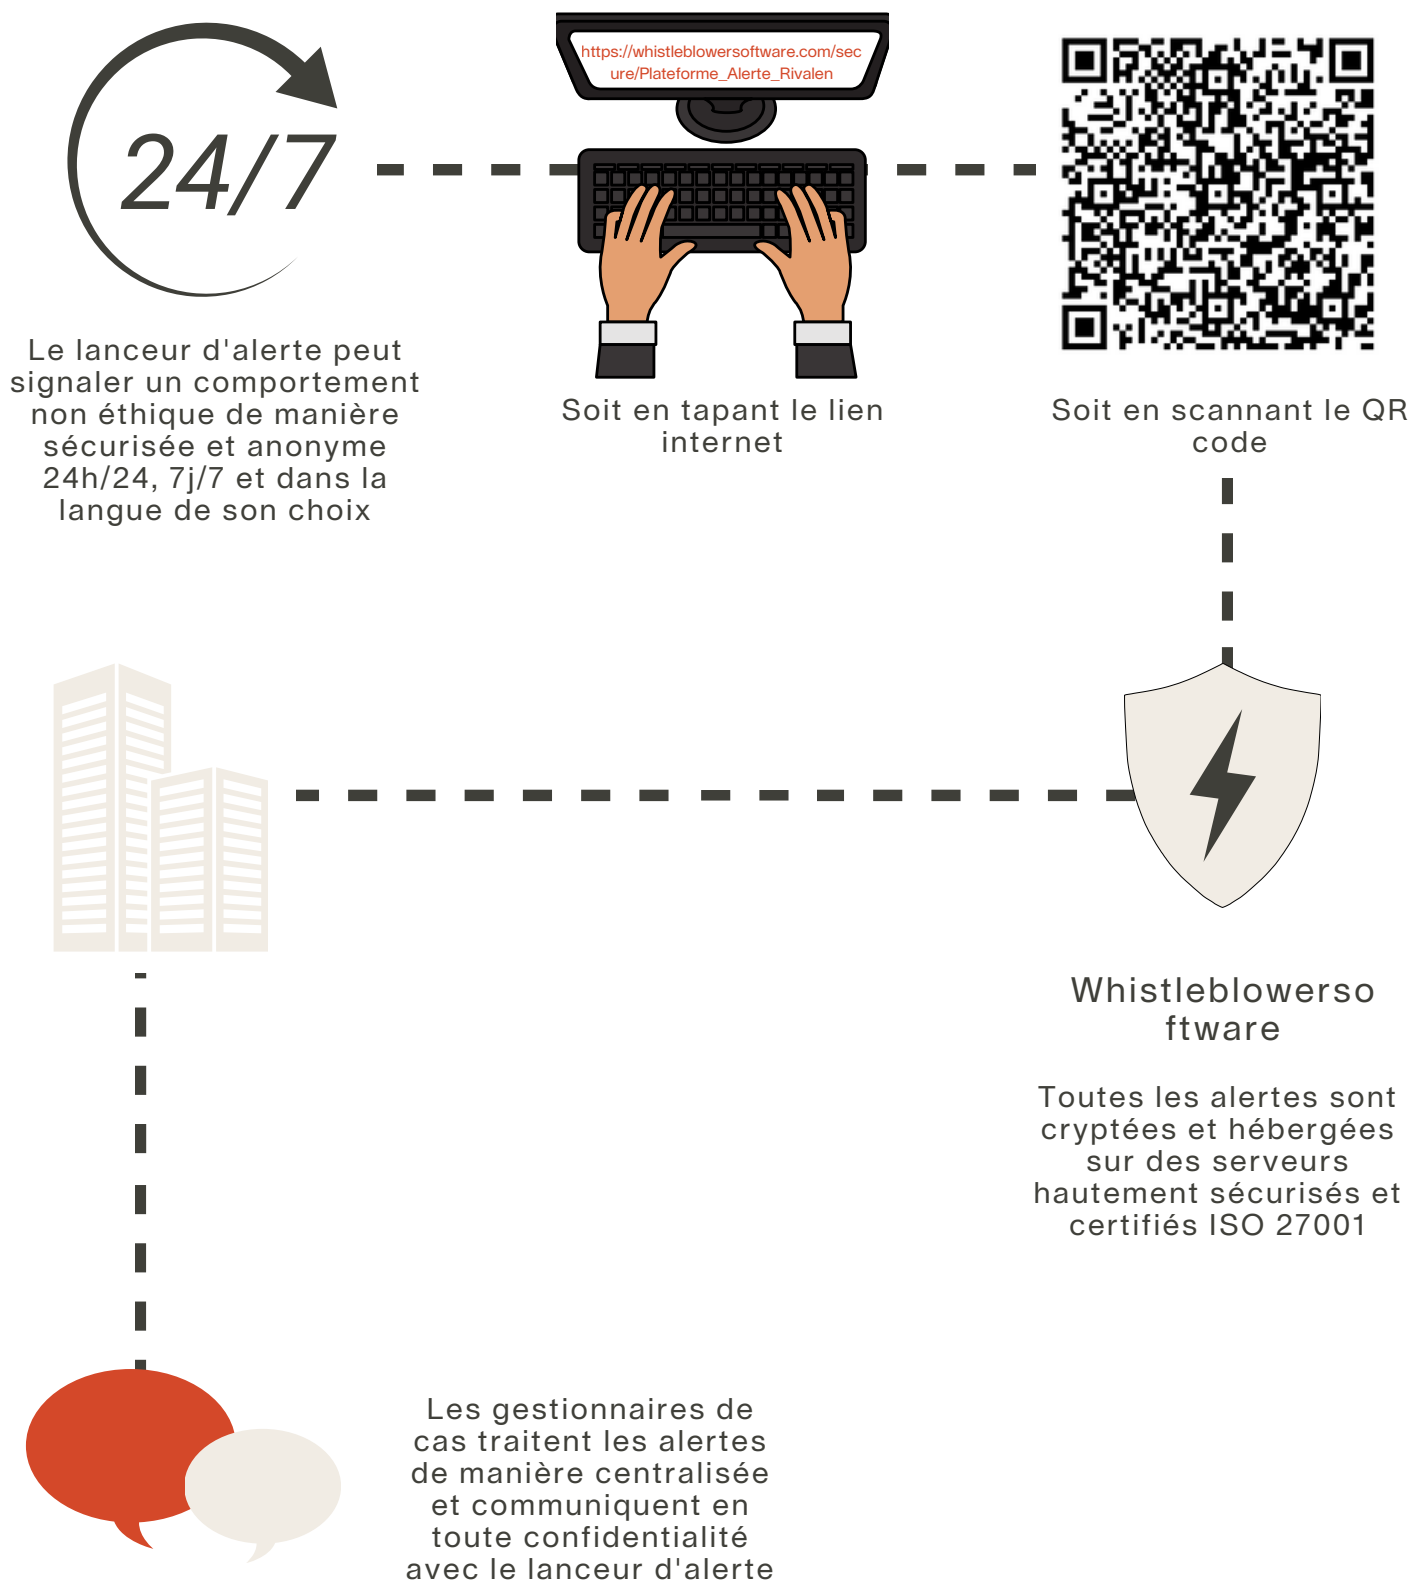 24/7
https://whistleblowersoftware.com/sec
ure/Plateforme_Alerte_Rivalen
Le lanceur d'alerte peut
signaler un comportement
non éthique de manière
sécurisée et anonyme
24h/24, 7j/7 et dans la
langue de son choix
Soit en tapant le lien
internet
Soit en scannant le QR
code
Whistleblowerso
ftware
Toutes les alertes sont
cryptées et hébergées
sur des serveurs
hautement sécurisés et
certifiés ISO 27001
Les gestionnaires de
cas traitent les alertes
de manière centralisée
et communiquent en
toute confidentialité
avec le lanceur d'alerte